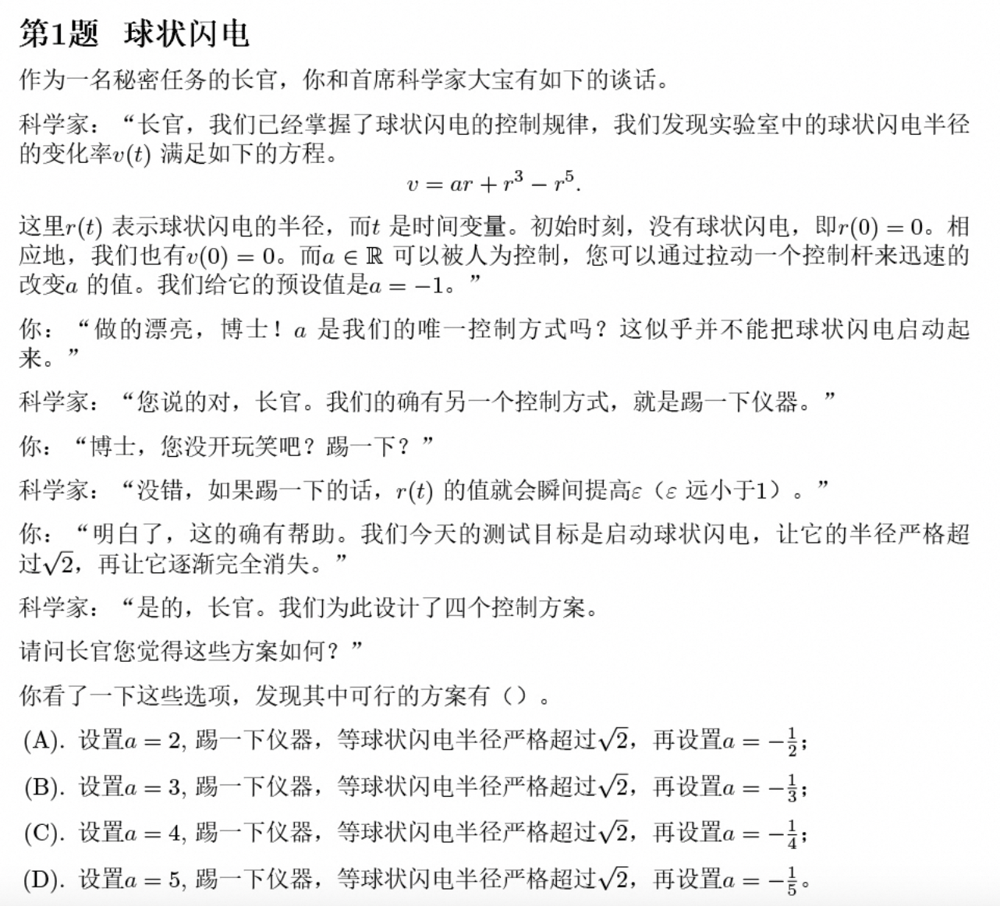 第1题 球状闪电
作为一名秘密任务的长官，你和首席科学家大宝有如下的谈话。
科学家：“长官，我们已经掌握了球状闪电的控制规律，我们发现实验室中的球状闪电半径
的变化率v(t) 满足如下的方程。
v = ar + r³ − r⁵.
这里r(t) 表示球状闪电的半径，而t 是时间变量。初始时刻，没有球状闪电，即r(0) = 0。相
应地，我们也有v(0) = 0。而a ∈ ℝ 可以被人为控制，您可以通过拉动一个控制杆来迅速的
改变a 的值。我们给它的预设值是a = −1。”
你：“做的漂亮，博士！a 是我们的唯一控制方式吗？这似乎并不能把球状闪电启动起
来。”
科学家：“您说的对，长官。我们的确有另一个控制方式，就是踢一下仪器。”
你：“博士，您没开玩笑吧？踢一下？”
科学家：“没错，如果踢一下的话，r(t) 的值就会瞬间提高ε（ε 远小于1）。”
你：“明白了，这的确有帮助。我们今天的测试目标是启动球状闪电，让它的半径严格超
过√2，再让它逐渐完全消失。”
科学家：“是的，长官。我们为此设计了四个控制方案。
请问长官您觉得这些方案如何？”
你看了一下这些选项，发现其中可行的方案有（）。
(A). 设置a = 2, 踢一下仪器，等球状闪电半径严格超过√2，再设置a = −1/2；
(B). 设置a = 3, 踢一下仪器，等球状闪电半径严格超过√2，再设置a = −1/3；
(C). 设置a = 4, 踢一下仪器，等球状闪电半径严格超过√2，再设置a = −1/4；
(D). 设置a = 5, 踢一下仪器，等球状闪电半径严格超过√2，再设置a = −1/5。